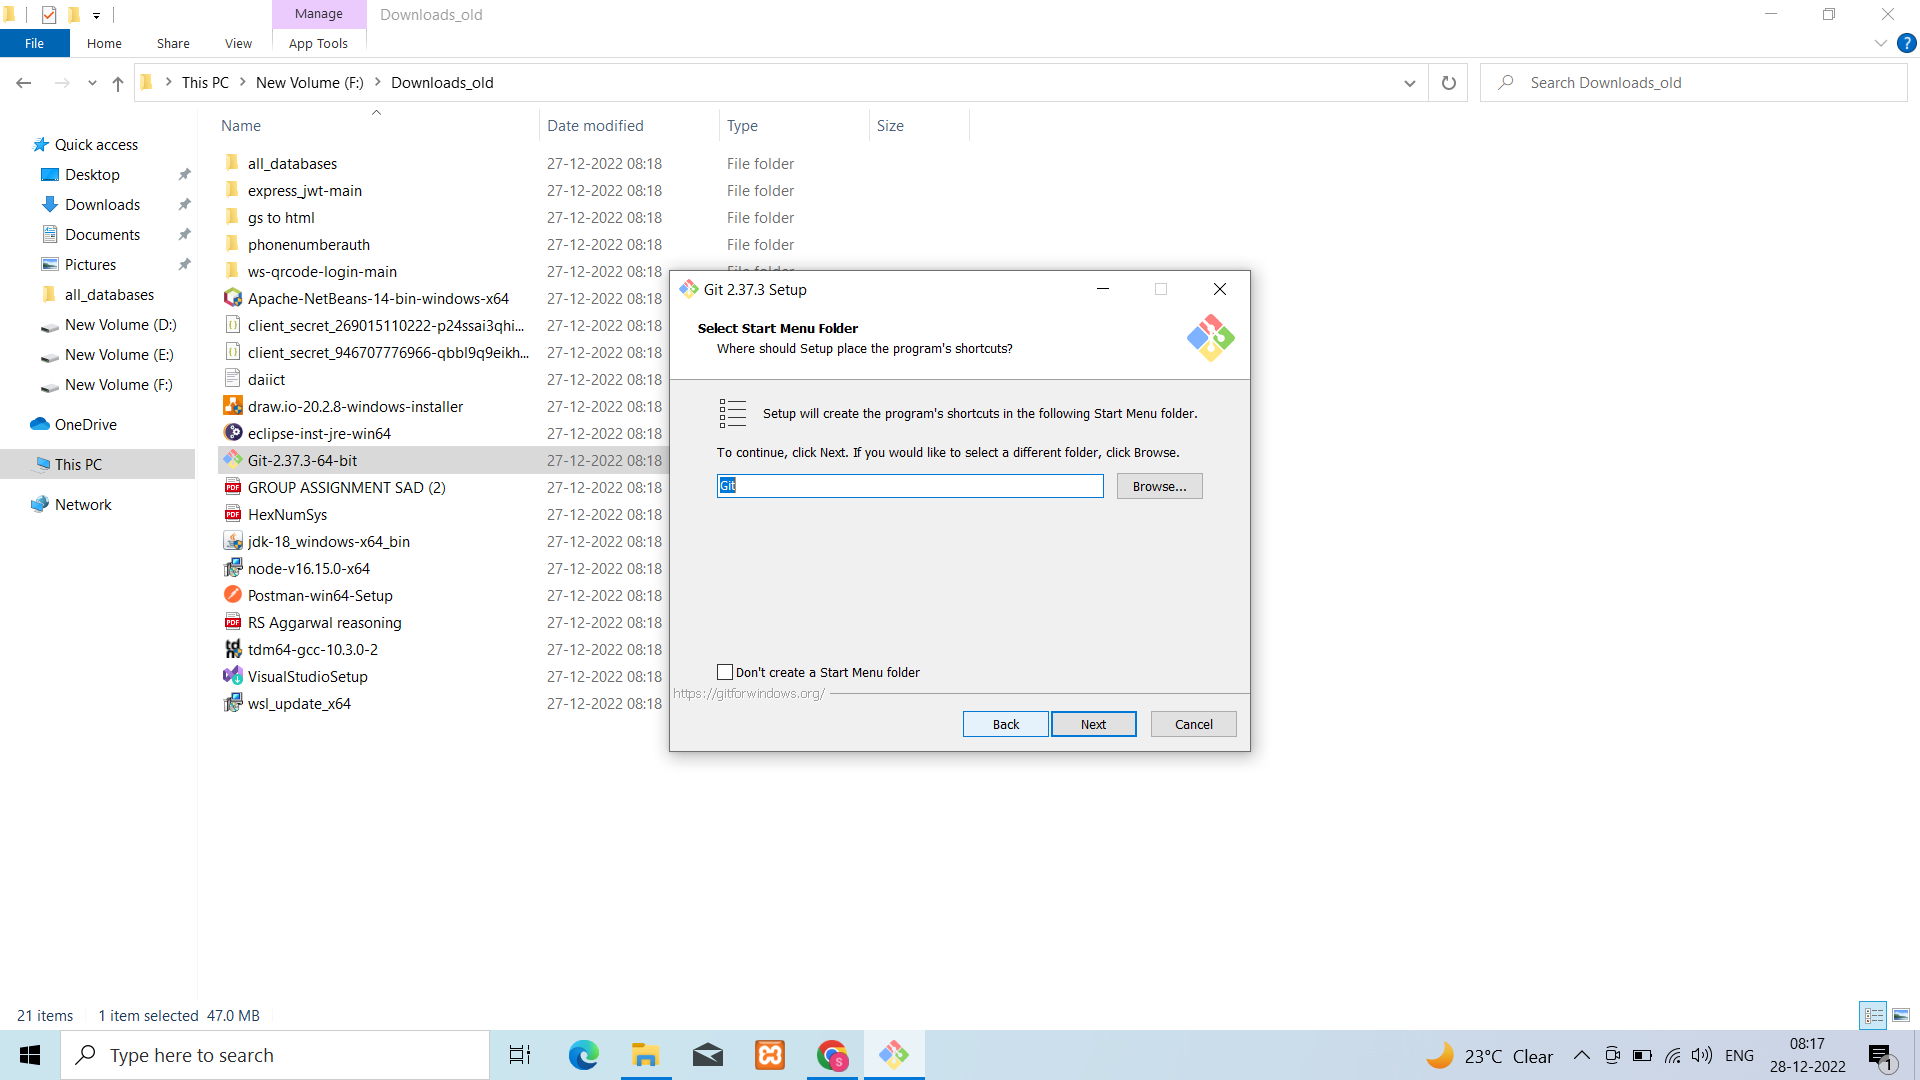 Manage
Downloads_old
File
Home
Share
View
App Tools
This PC
New Volume (F:)
Downloads_old
Search Downloads_old
Name
Date modified
Type
Size
Quick access
Desktop
Downloads
Documents
Pictures
all_databases
New Volume (D:)
New Volume (E:)
New Volume (F:)
OneDrive
This PC
Network
all_databases 27-12-2022 08:18 File folder
express_jwt-main 27-12-2022 08:18 File folder
gs to html 27-12-2022 08:18 File folder
phonenumberauth 27-12-2022 08:18 File folder
ws-qrcode-login-main 27-12-2022 08:18 File folder
Apache-NetBeans-14-bin-windows-x64 27-12-2022 08:18
client_secret_269015110222-p24ssai3qhi... 27-12-2022 08:18
client_secret_946707776966-qbbl9q9eikh... 27-12-2022 08:18
daiict 27-12-2022 08:18
draw.io-20.2.8-windows-installer 27-12-2022 08:18
eclipse-inst-jre-win64 27-12-2022 08:18
Git-2.37.3-64-bit 27-12-2022 08:18
GROUP ASSIGNMENT SAD (2) 27-12-2022 08:18
HexNumSys 27-12-2022 08:18
jdk-18_windows-x64_bin 27-12-2022 08:18
node-v16.15.0-x64 27-12-2022 08:18
Postman-win64-Setup 27-12-2022 08:18
RS Aggarwal reasoning 27-12-2022 08:18
tdm64-gcc-10.3.0-2 27-12-2022 08:18
VisualStudioSetup 27-12-2022 08:18
wsl_update_x64 27-12-2022 08:18
Git 2.37.3 Setup
Select Start Menu Folder
Where should Setup place the program's shortcuts?
Setup will create the program's shortcuts in the following Start Menu folder.
To continue, click Next. If you would like to select a different folder, click Browse.
Git
Browse...
Don't create a Start Menu folder
https://gitforwindows.org/
Back
Next
Cancel
21 items
1 item selected 47.0 MB
Type here to search
23°C Clear
ENG
08:17
28-12-2022
1